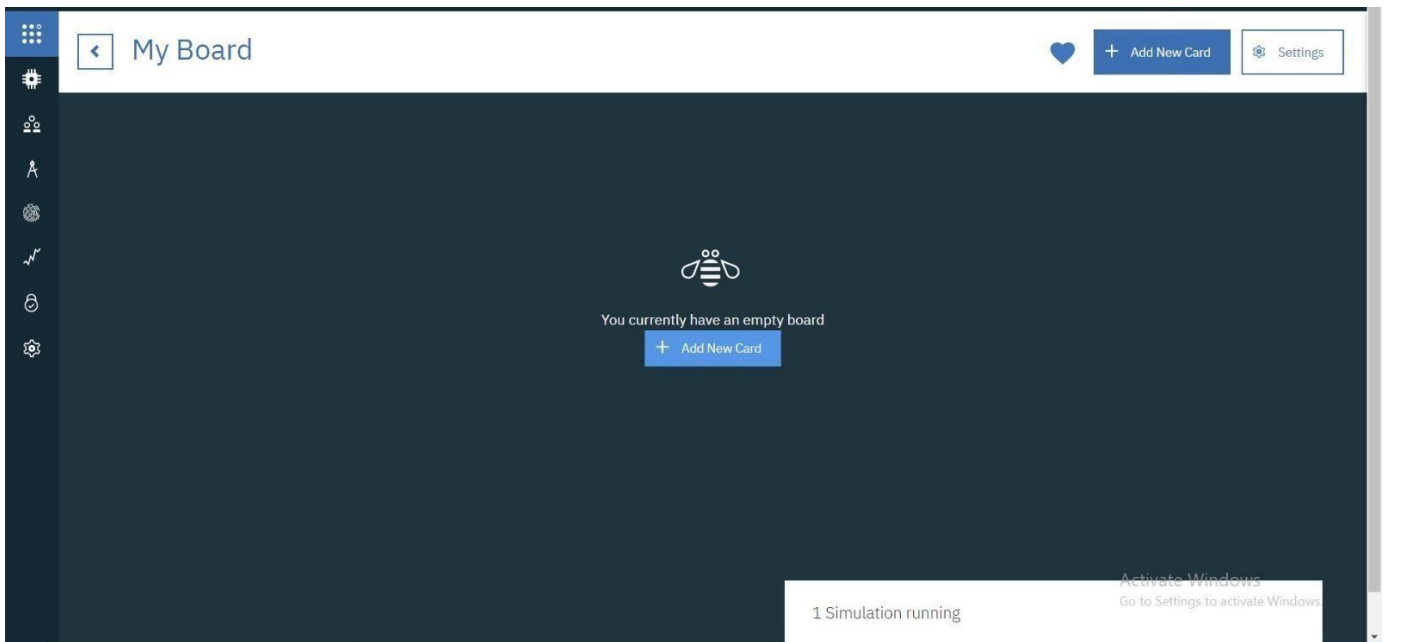 My Board
+ Add New Card
Settings
You currently have an empty board
+ Add New Card
1 Simulation running
Activate Windows
Go to Settings to activate Windows.